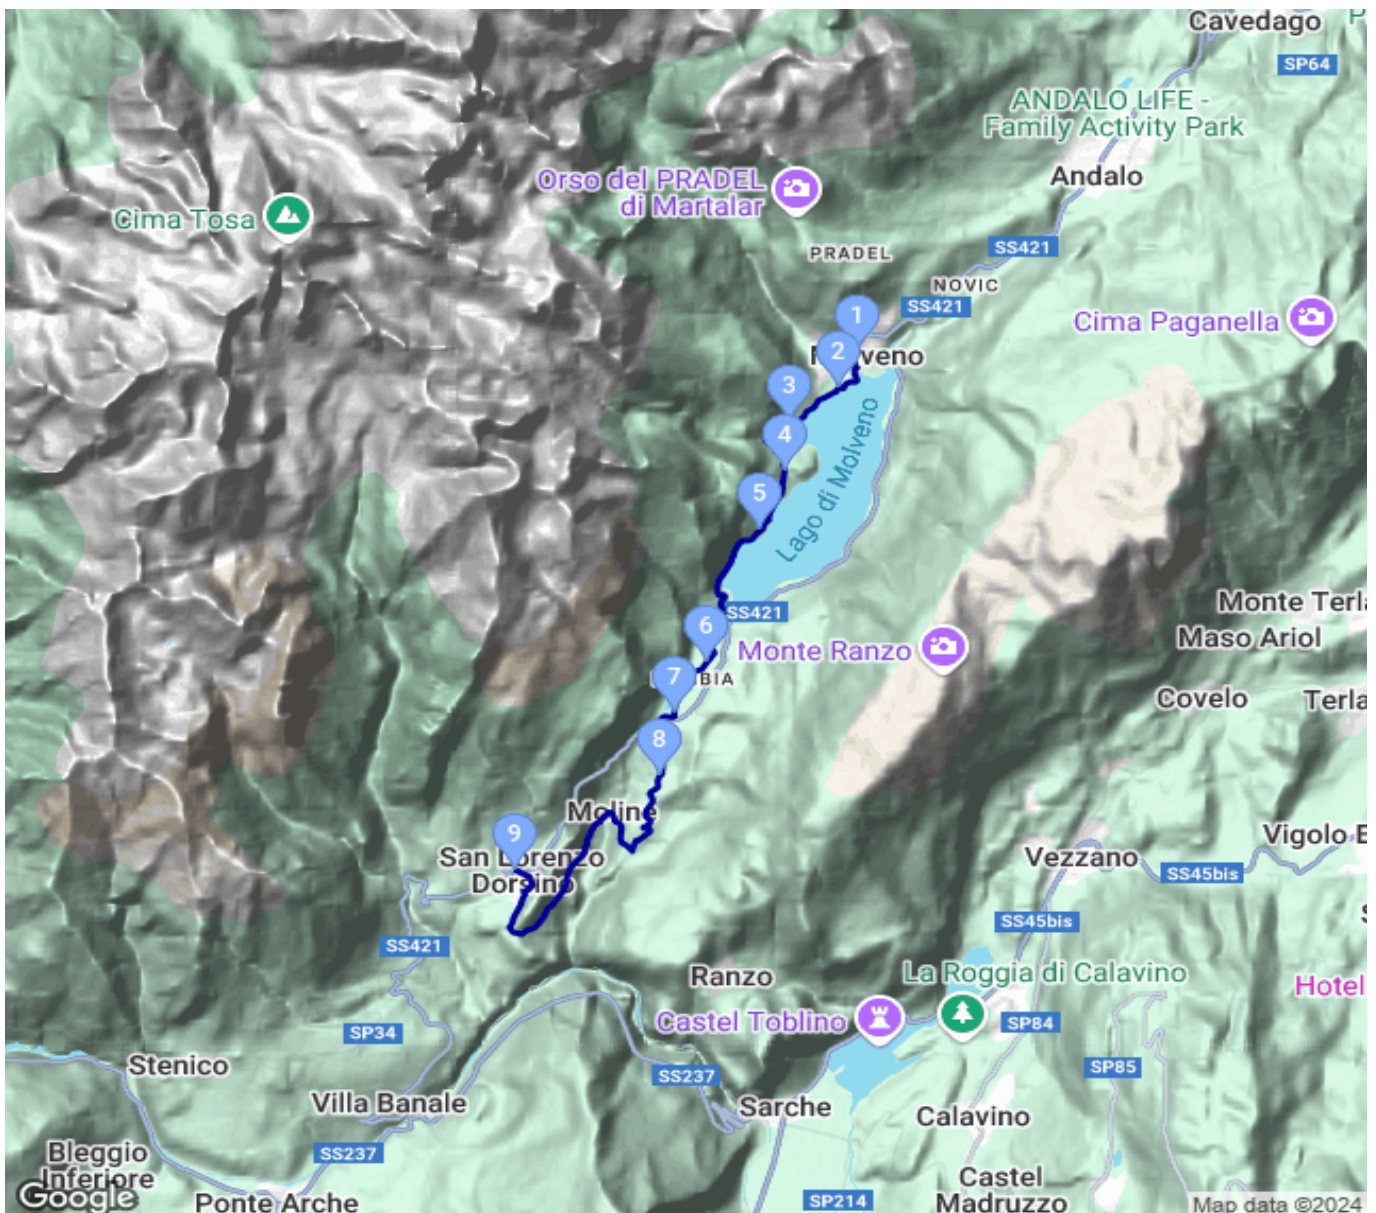 Cavedago
P
SP64
ANDALO LIFE -
Family Activity Park
Andalo
Orso del PRADEL
di Martalar
Cima Tosa
SS421
PRADEL
NOVIC
SS421
Cima Paganella
1
2
3
4
5
Lago di Molveno
SS421
6
Monte Terla
Maso Ariol
Monte Ranzo
7
BIA
Covelo
Terla
8
Moline
9
San Lorenzo
Dorsino
Vigolo B
Vezzano
SS45bis
SS45bis
SS421
Ranzo
La Roggia di Calavino
Hotel
Castel Toblino
SP84
SP34
Stenico
SS237
SP85
Villa Banale
Sarche
Calavino
SS237
Bleggio
Inferiore
Castel
Madruzzo
Google
Ponte Arche
SP214
Map data ©2024